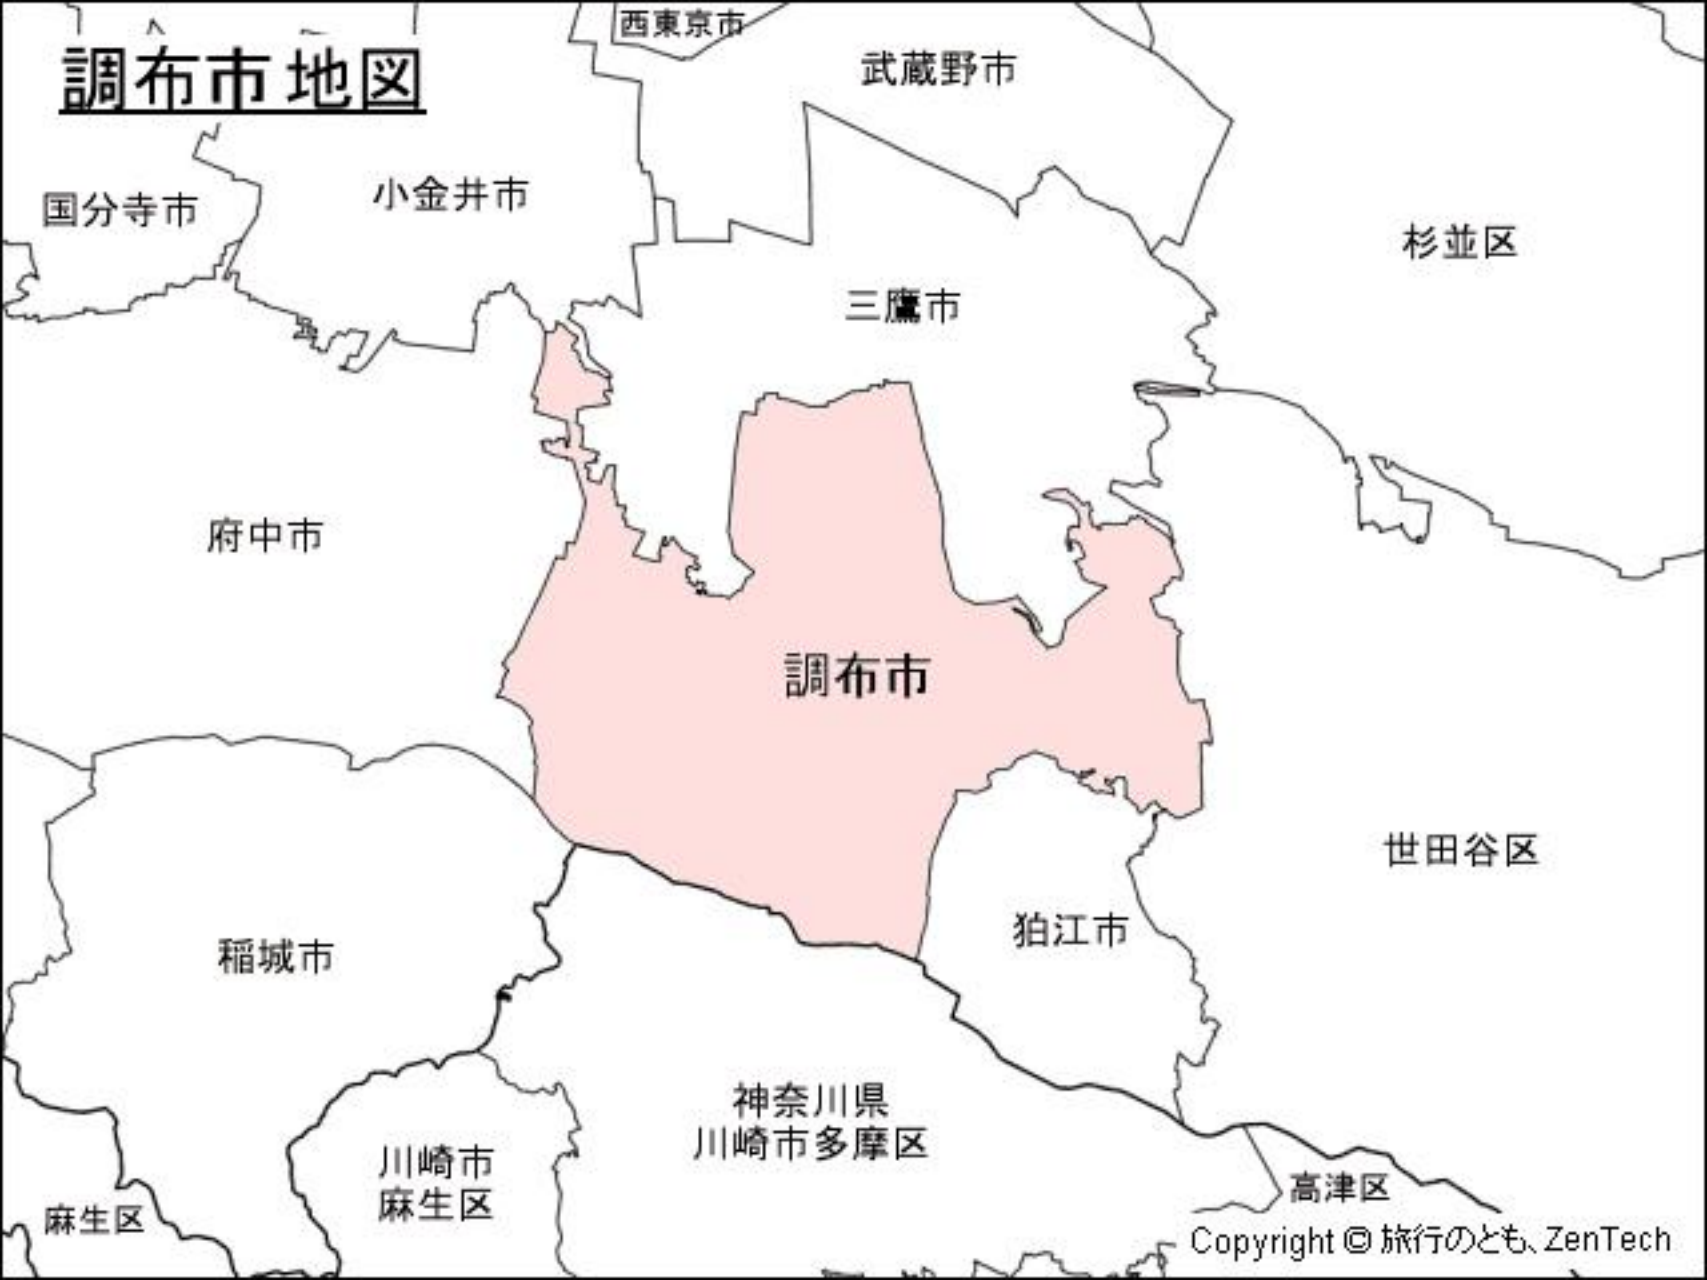 西東京市
調布市地図
武蔵野市
国分寺市
小金井市
杉並区
三鷹市
府中市
調布市
世田谷区
狛江市
稲城市
神奈川県
川崎市多摩区
川崎市
麻生区
高津区
麻生区
Copyright © 旅行のとも、ZenTech